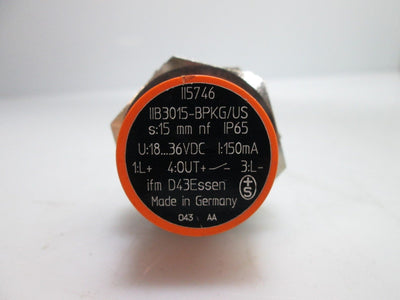 II5746
IIB3015-BPKG/US
s:15 mm nf IP65
U:18...36VDC I:150mA
1:L+ 4:OUT+ 3:L-
ifm D43Essen
Made in Germany
043 AA